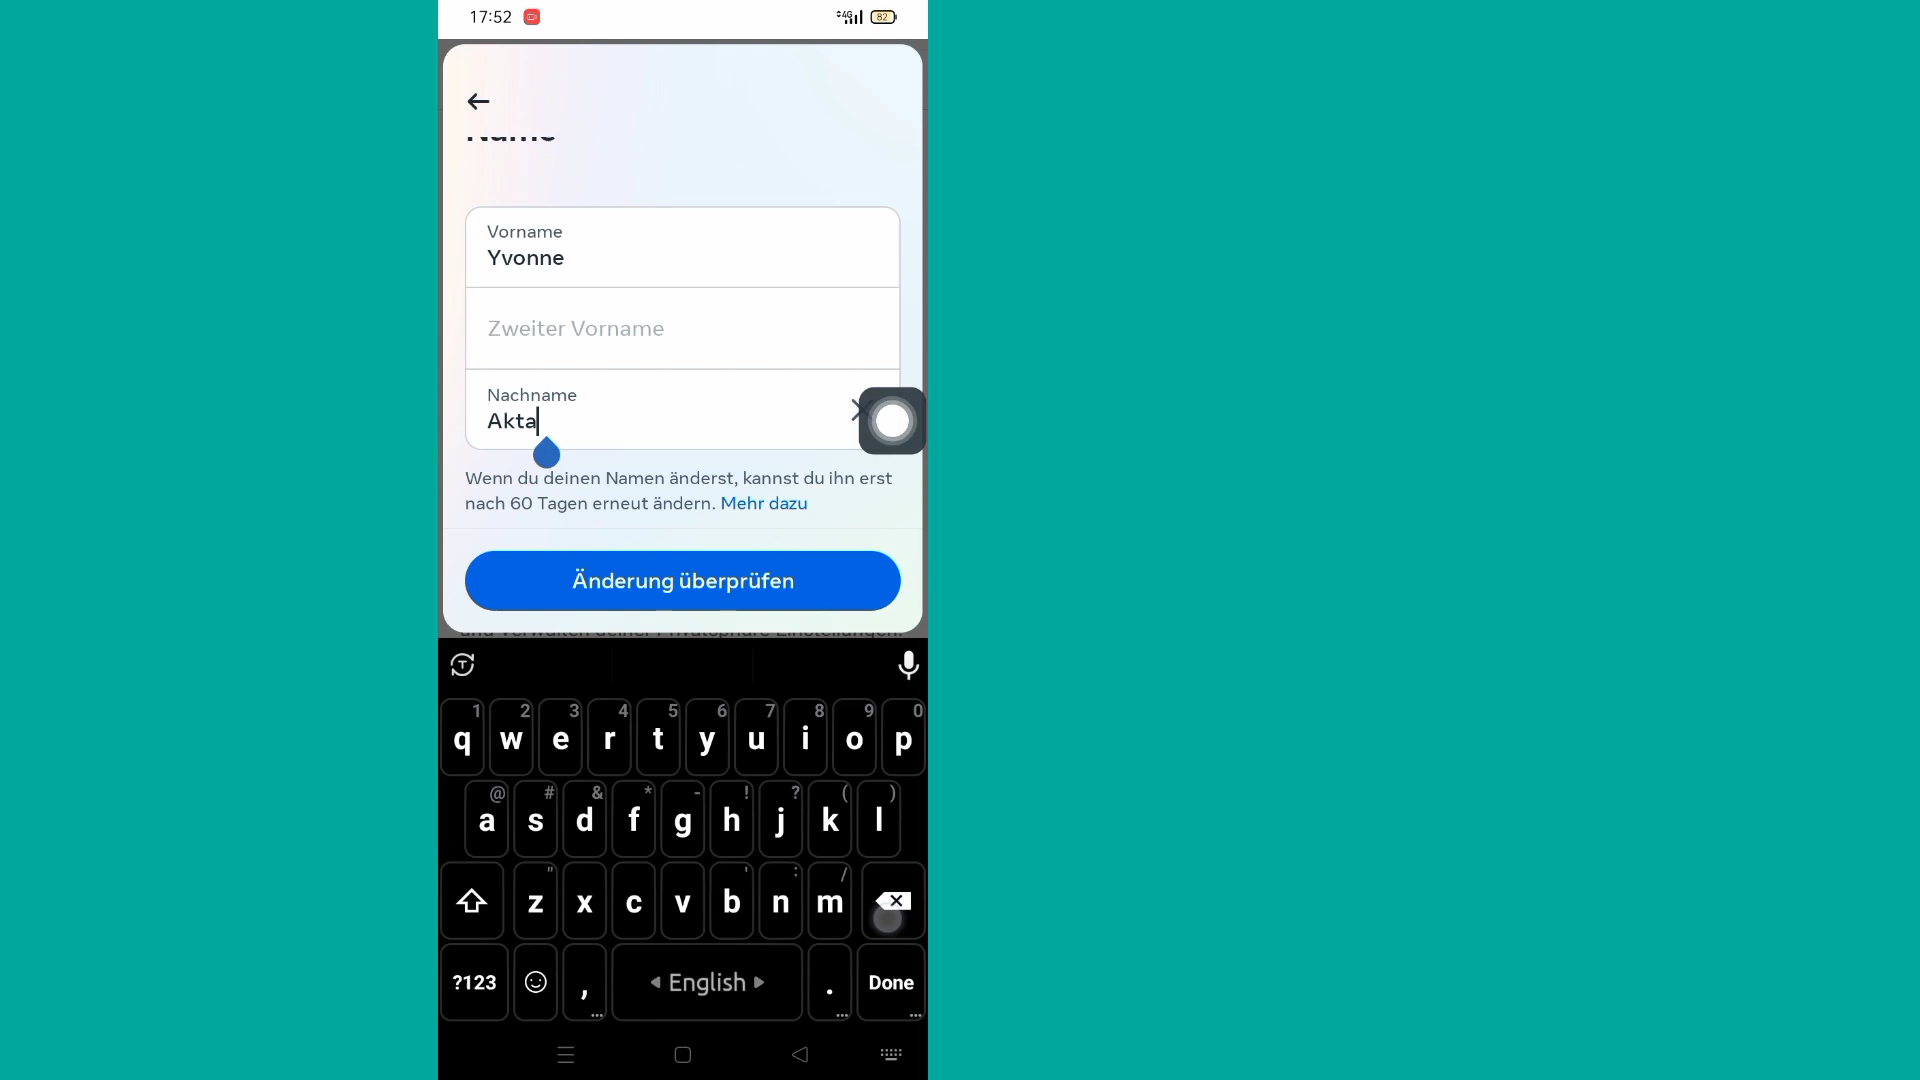 17:52
4G
82
Name
Vorname
Yvonne
Zweiter Vorname
Nachname
Akta
Wenn du deinen Namen änderst, kannst du ihn erst
nach 60 Tagen erneut ändern. Mehr dazu
Änderung überprüfen
und Verwalten deiner Privatsphäre Einstellungen.
T
1 2 3 4 5 6 7 8 9 0
q w e r t y u i o p
@ # & * - ! ? ( )
a s d f g h j k l
" ' : /
z x c v b n m
?123 , English . Done